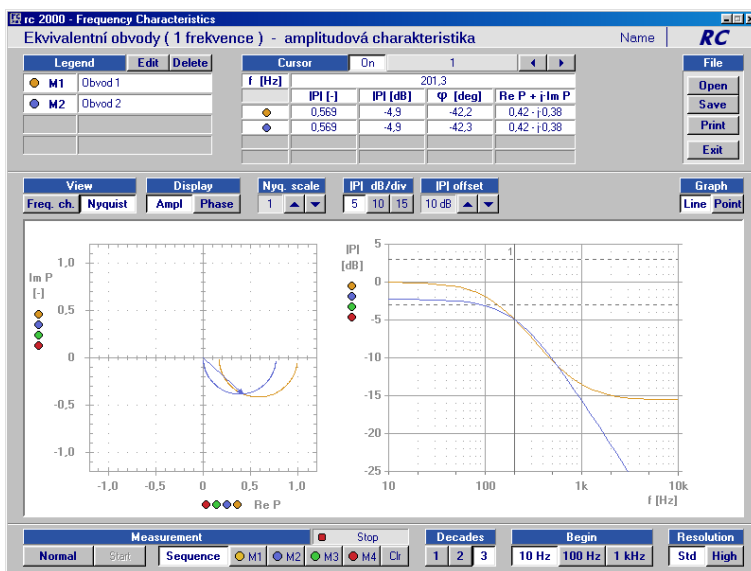 rc 2000 - Frequency Characteristics
Ekvivalentní obvody ( 1 frekvence ) - amplitudová charakteristika Name RC
Legend Edit Delete
M1 Obvod 1
M2 Obvod 2
Cursor On 1
f [Hz] 201,3
|P| [-] |P| [dB] φ [deg] Re P + j·Im P
0,569 -4,9 -42,2 0,42 - j·0,38
0,569 -4,9 -42,3 0,42 - j·0,38
File
Open
Save
Print
Exit
View Display Nyq. scale |P| dB/div |P| offset Graph
Freq. ch. Nyquist Ampl Phase 1 5 10 15 10 dB Line Point
Im P
[-]
1,0
0,5
0
-0,5
-1,0
-1,0 -0,5 0 0,5 1,0
Re P
|P|
[dB]
1
5
0
-5
-10
-15
-20
-25
10 100 1k 10k
f [Hz]
Measurement Stop Decades Begin Resolution
Normal Start Sequence M1 M2 M3 M4 Clr 1 2 3 10 Hz 100 Hz 1 kHz Std High